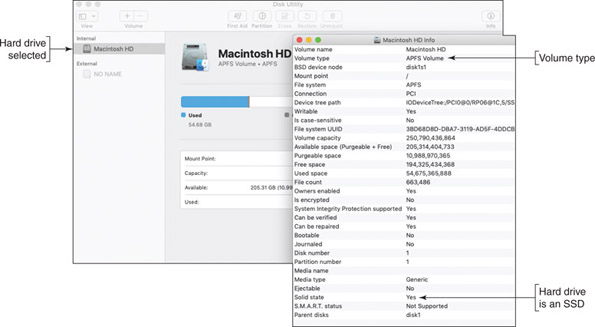 Disk Utility
View
Volume
First Aid
Partition
Erase
Restore
Unmount
Info
Hard drive
selected
Internal
Macintosh HD
External
NO NAME
Macintosh HD
APFS Volume • APFS
Used
54.68 GB
Mount Point:
Capacity:
Available: 205.31 GB (10.99
Used:
Macintosh HD Info
Volume name Macintosh HD
Volume type APFS Volume
BSD device node disk1s1
Mount point /
File system APFS
Connection PCI
Device tree path IODeviceTree:/PCI0@0/RP06@1C,5/SS
Writable Yes
Is case-sensitive No
File system UUID 3BD68D8D-DBA7-3119-AD5F-4DDCB
Volume capacity 250,790,436,864
Available space (Purgeable + Free) 205,314,404,733
Purgeable space 10,988,970,365
Free space 194,325,434,368
Used space 54,675,365,888
File count 663,486
Owners enabled Yes
Is encrypted No
System Integrity Protection supported Yes
Can be verified Yes
Can be repaired Yes
Bootable No
Journaled No
Disk number 1
Partition number 1
Media name
Media type Generic
Ejectable No
Solid state Yes
S.M.A.R.T. status Not Supported
Parent disks disk1
Volume type
Hard drive
is an SSD